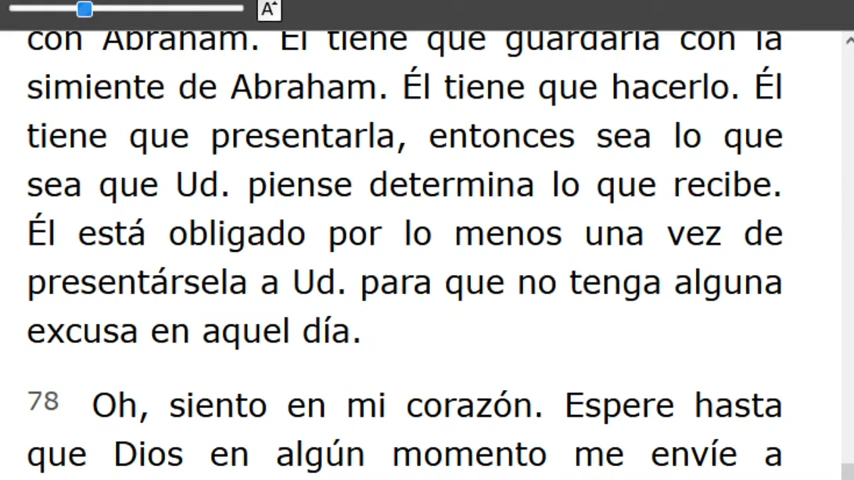 con Abraham. Él tiene que guardarla con la
simiente de Abraham. Él tiene que hacerlo. Él
tiene que presentarla, entonces sea lo que
sea que Ud. piense determina lo que recibe.
Él está obligado por lo menos una vez de
presentársela a Ud. para que no tenga alguna
excusa en aquel día.
78 Oh, siento en mi corazón. Espere hasta
que Dios en algún momento me envíe a